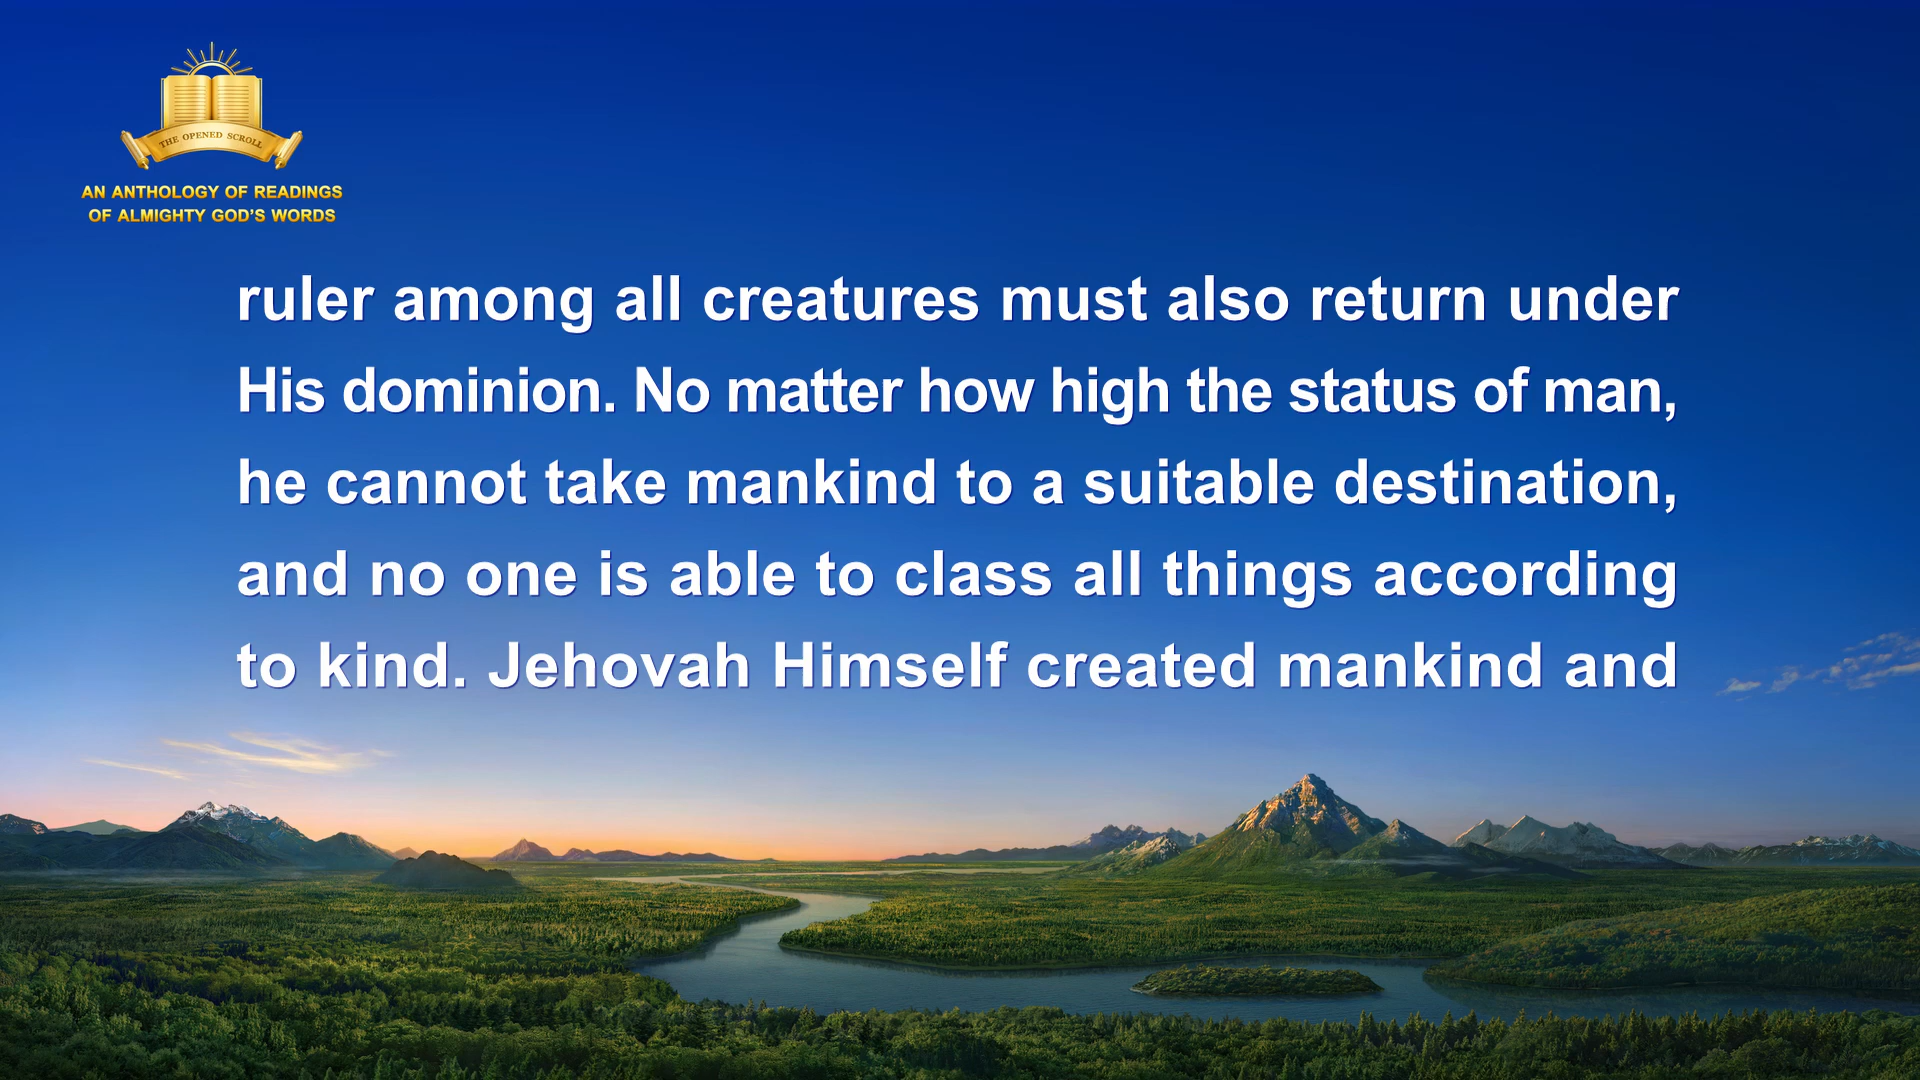 THE OPENED SCROLL
AN ANTHOLOGY OF READINGS
OF ALMIGHTY GOD'S WORDS
ruler among all creatures must also return under
His dominion. No matter how high the status of man,
he cannot take mankind to a suitable destination,
and no one is able to class all things according
to kind. Jehovah Himself created mankind and